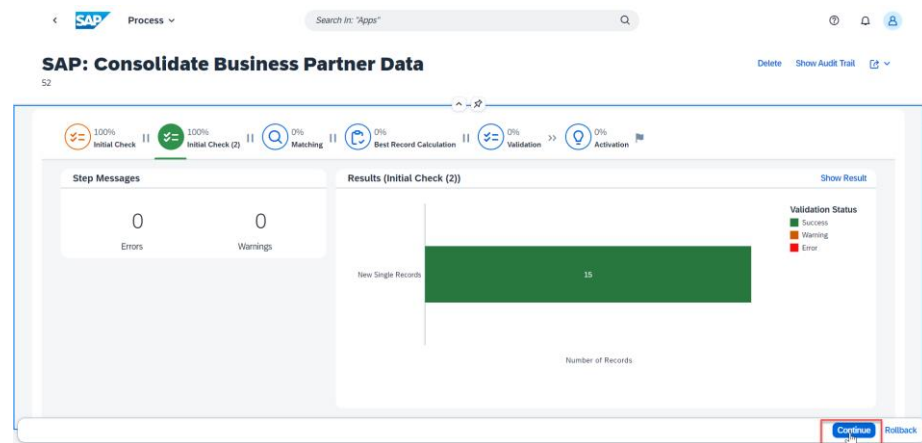 SAP Process Search In: "Apps"
SAP: Consolidate Business Partner Data
Delete Show Audit Trail
52
100% Initial Check
100% Initial Check (2)
0% Matching
0% Best Record Calculation
0% Validation
0% Activation
Step Messages
0 Errors
0 Warnings
Results (Initial Check (2))
Show Result
Validation Status
Success
Warning
Error
New Single Records
15
Number of Records
Continue Rollback